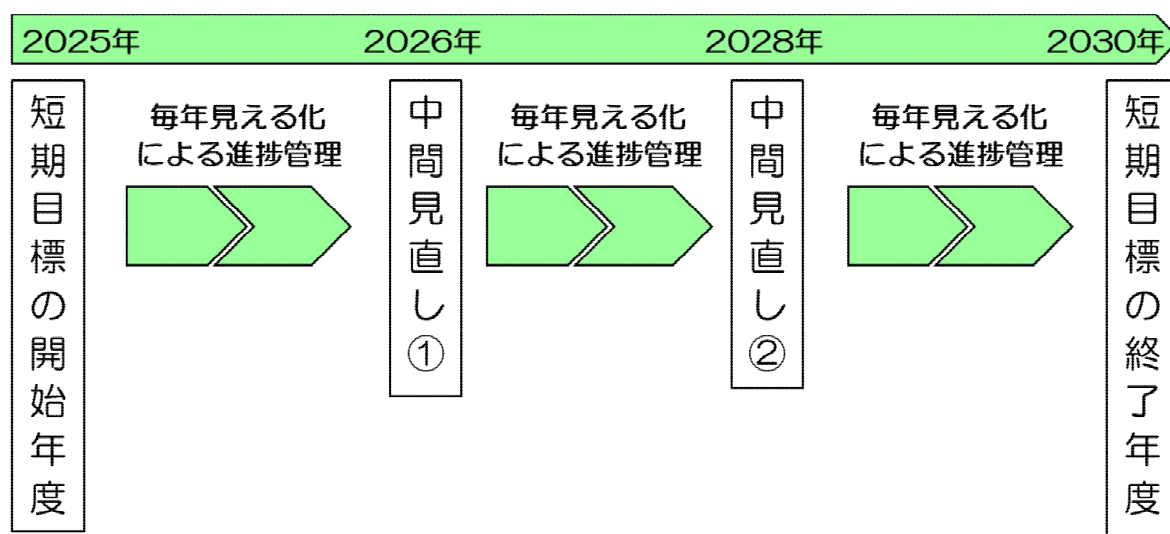 2025年 2026年 2028年 2030年
短期目標の開始年度
毎年見える化
による進捗管理
中間見直し①
毎年見える化
による進捗管理
中間見直し②
毎年見える化
による進捗管理
短期目標の終了年度